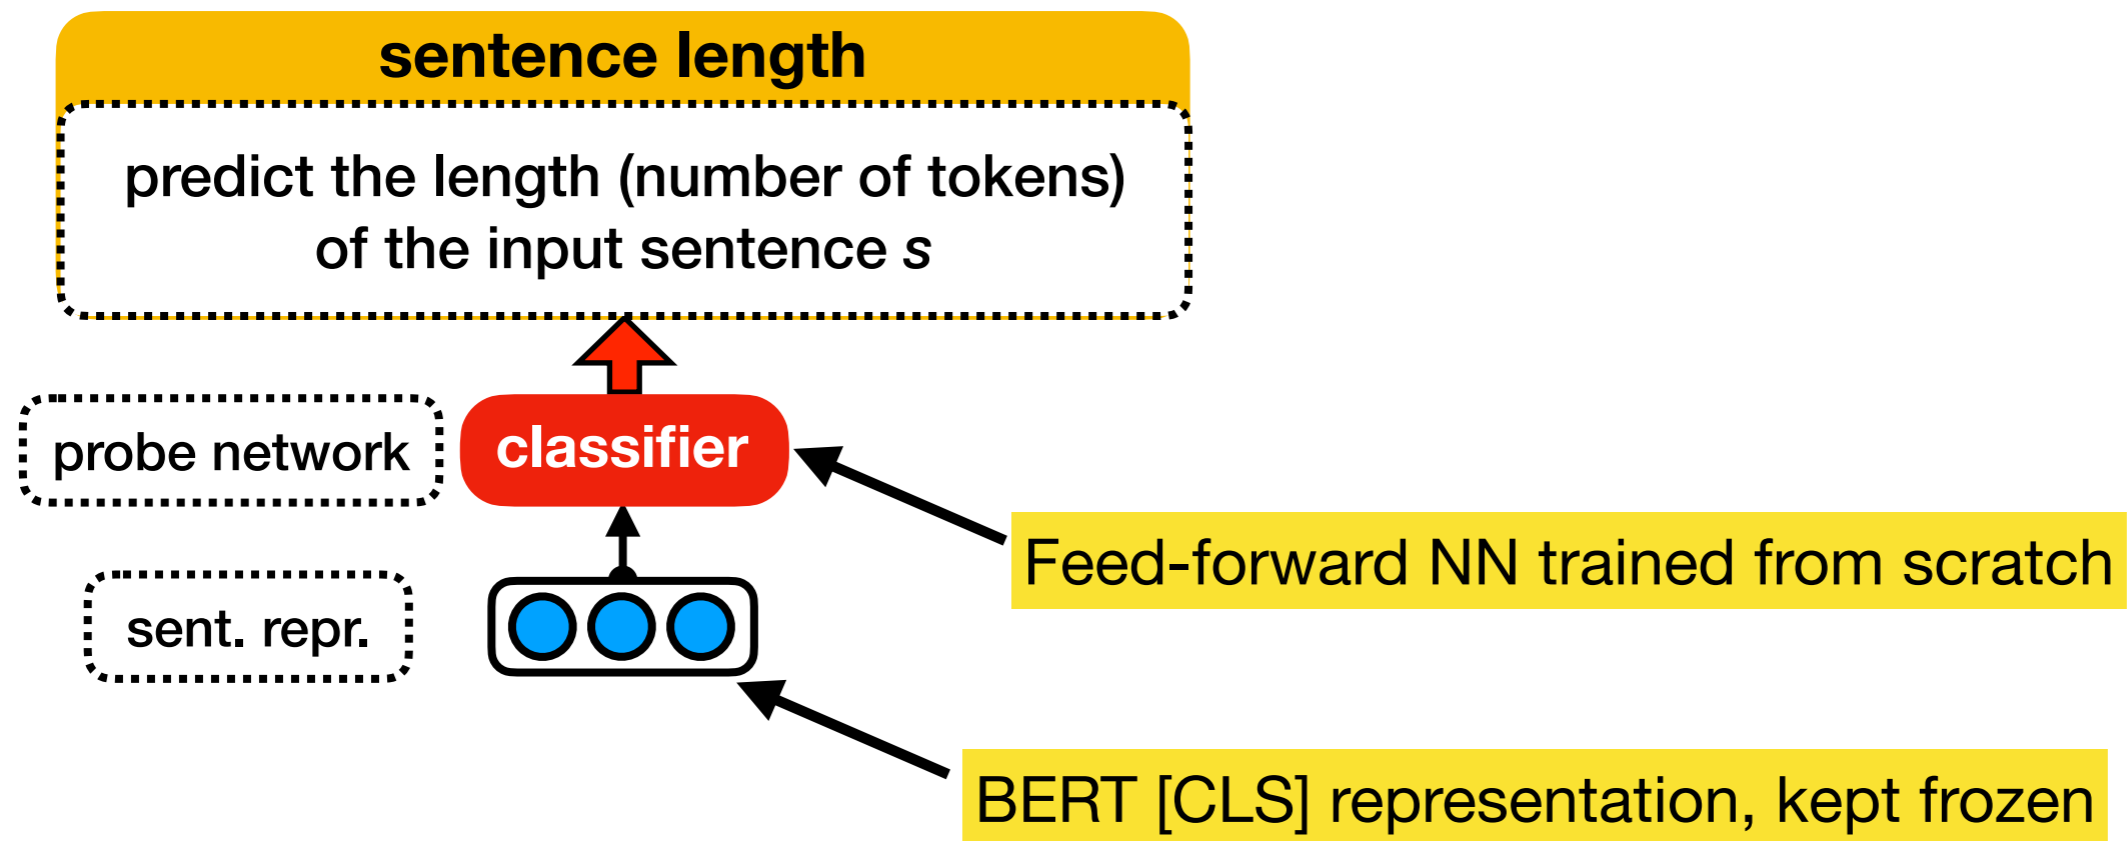 sentence length
predict the length (number of tokens)
of the input sentence s
probe network
classifier
Feed-forward NN trained from scratch
sent. repr.
BERT [CLS] representation, kept frozen